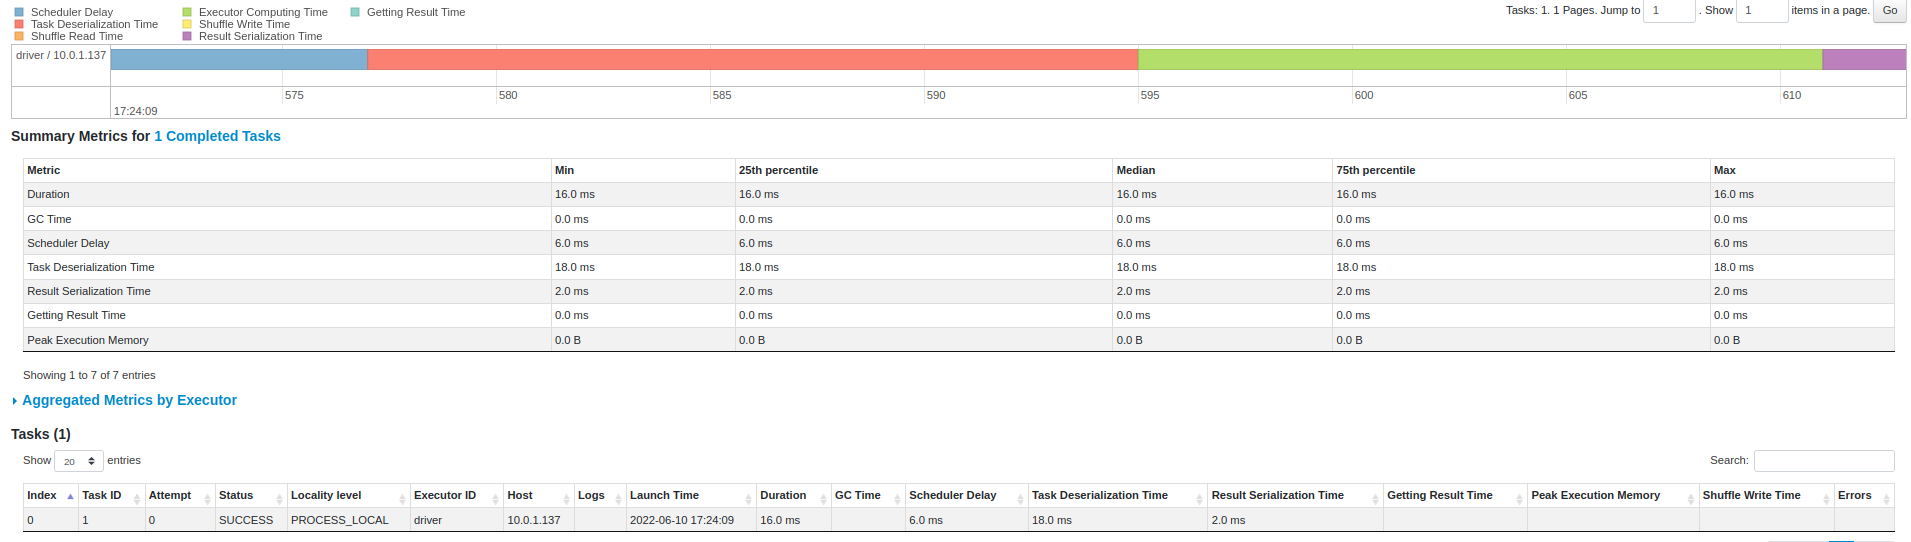 Scheduler Delay Executor Computing Time Getting Result Time
Task Deserialization Time Shuffle Write Time
Shuffle Read Time Result Serialization Time
Tasks: 1. 1 Pages. Jump to 1 . Show 1 items in a page. Go
driver / 10.0.1.137
575 580 585 590 595 600 605 610
17:24:09
Summary Metrics for 1 Completed Tasks
Metric Min 25th percentile Median 75th percentile Max
Duration 16.0 ms 16.0 ms 16.0 ms 16.0 ms 16.0 ms
GC Time 0.0 ms 0.0 ms 0.0 ms 0.0 ms 0.0 ms
Scheduler Delay 6.0 ms 6.0 ms 6.0 ms 6.0 ms 6.0 ms
Task Deserialization Time 18.0 ms 18.0 ms 18.0 ms 18.0 ms 18.0 ms
Result Serialization Time 2.0 ms 2.0 ms 2.0 ms 2.0 ms 2.0 ms
Getting Result Time 0.0 ms 0.0 ms 0.0 ms 0.0 ms 0.0 ms
Peak Execution Memory 0.0 B 0.0 B 0.0 B 0.0 B 0.0 B
Showing 1 to 7 of 7 entries
Aggregated Metrics by Executor
Tasks (1)
Show 20 entries Search:
Index Task ID Attempt Status Locality level Executor ID Host Logs Launch Time Duration GC Time Scheduler Delay Task Deserialization Time Result Serialization Time Getting Result Time Peak Execution Memory Shuffle Write Time Errors
0 1 0 SUCCESS PROCESS_LOCAL driver 10.0.1.137 2022-06-10 17:24:09 16.0 ms 6.0 ms 18.0 ms 2.0 ms